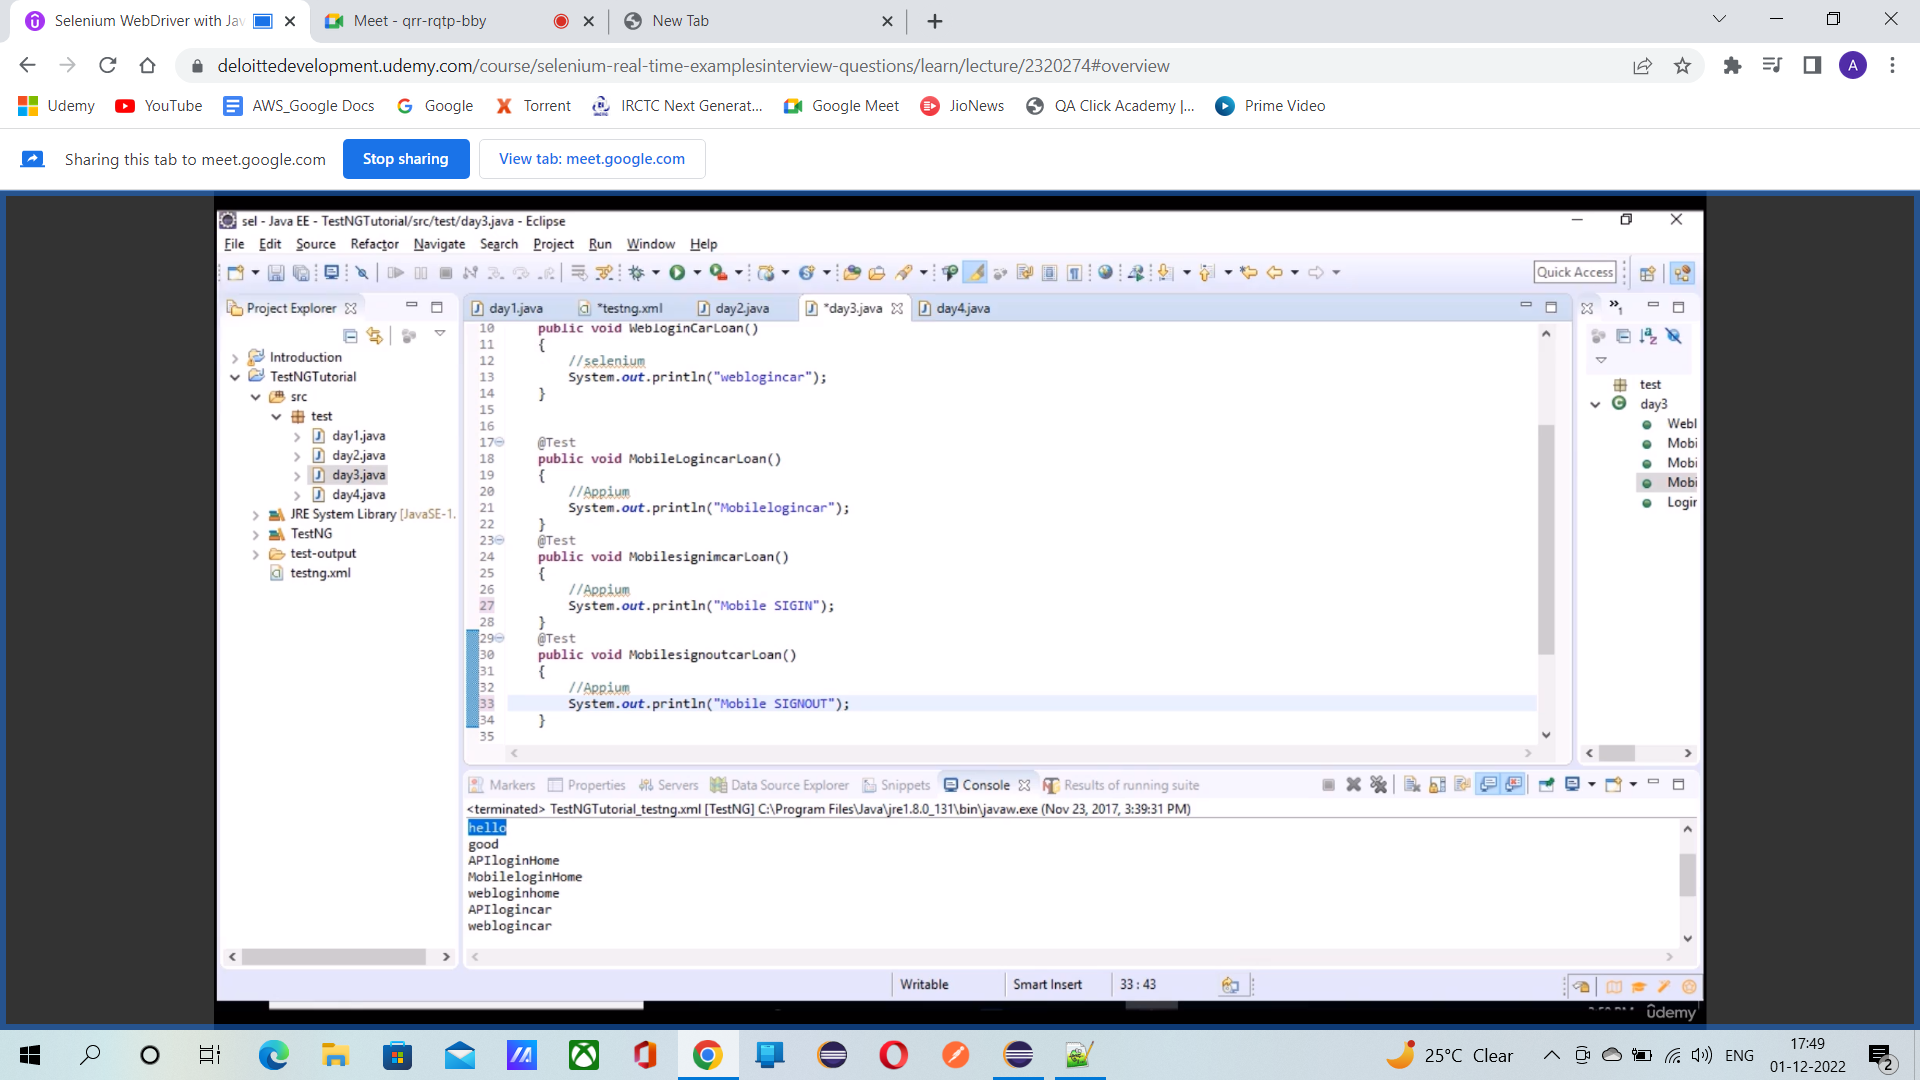 Selenium WebDriver with Jav
Meet - qrr-rqtp-bby
New Tab
deloittedevelopment.udemy.com/course/selenium-real-time-examplesinterview-questions/learn/lecture/2320274#overview
A
Udemy YouTube AWS_Google Docs Google Torrent IRCTC Next Generat... Google Meet JioNews QA Click Academy |... Prime Video
Sharing this tab to meet.google.com Stop sharing View tab: meet.google.com
sel - Java EE - TestNGTutorial/src/test/day3.java - Eclipse
File Edit Source Refactor Navigate Search Project Run Window Help
Quick Access
Project Explorer
Introduction
TestNGTutorial
src
test
day1.java
day2.java
day3.java
day4.java
JRE System Library [JavaSE-1.
TestNG
test-output
testng.xml
day1.java *testng.xml day2.java *day3.java day4.java
10 public void WebloginCarLoan()
11 {
12 //selenium
13 System.out.println("weblogincar");
14 }
15
16
17 @Test
18 public void MobileLogincarLoan()
19 {
20 //Appium
21 System.out.println("Mobilelogincar");
22 }
23 @Test
24 public void MobilesignimcarLoan()
25 {
26 //Appium
27 System.out.println("Mobile SIGIN");
28 }
29 @Test
30 public void MobilesignoutcarLoan()
31 {
32 //Appium
33 System.out.println("Mobile SIGNOUT");
34 }
35
test
day3
Webl
Mobi
Mobi
Mobi
Login
Markers Properties Servers Data Source Explorer Snippets Console Results of running suite
<terminated> TestNGTutorial_testng.xml [TestNG] C:\Program Files\Java\jre1.8.0_131\bin\javaw.exe (Nov 23, 2017, 3:39:31 PM)
hello
good
APIloginHome
MobileloginHome
webloginhome
APIlogincar
weblogincar
Writable Smart Insert 33 : 43
ûdemy
25°C Clear
ENG
17:49
01-12-2022
2